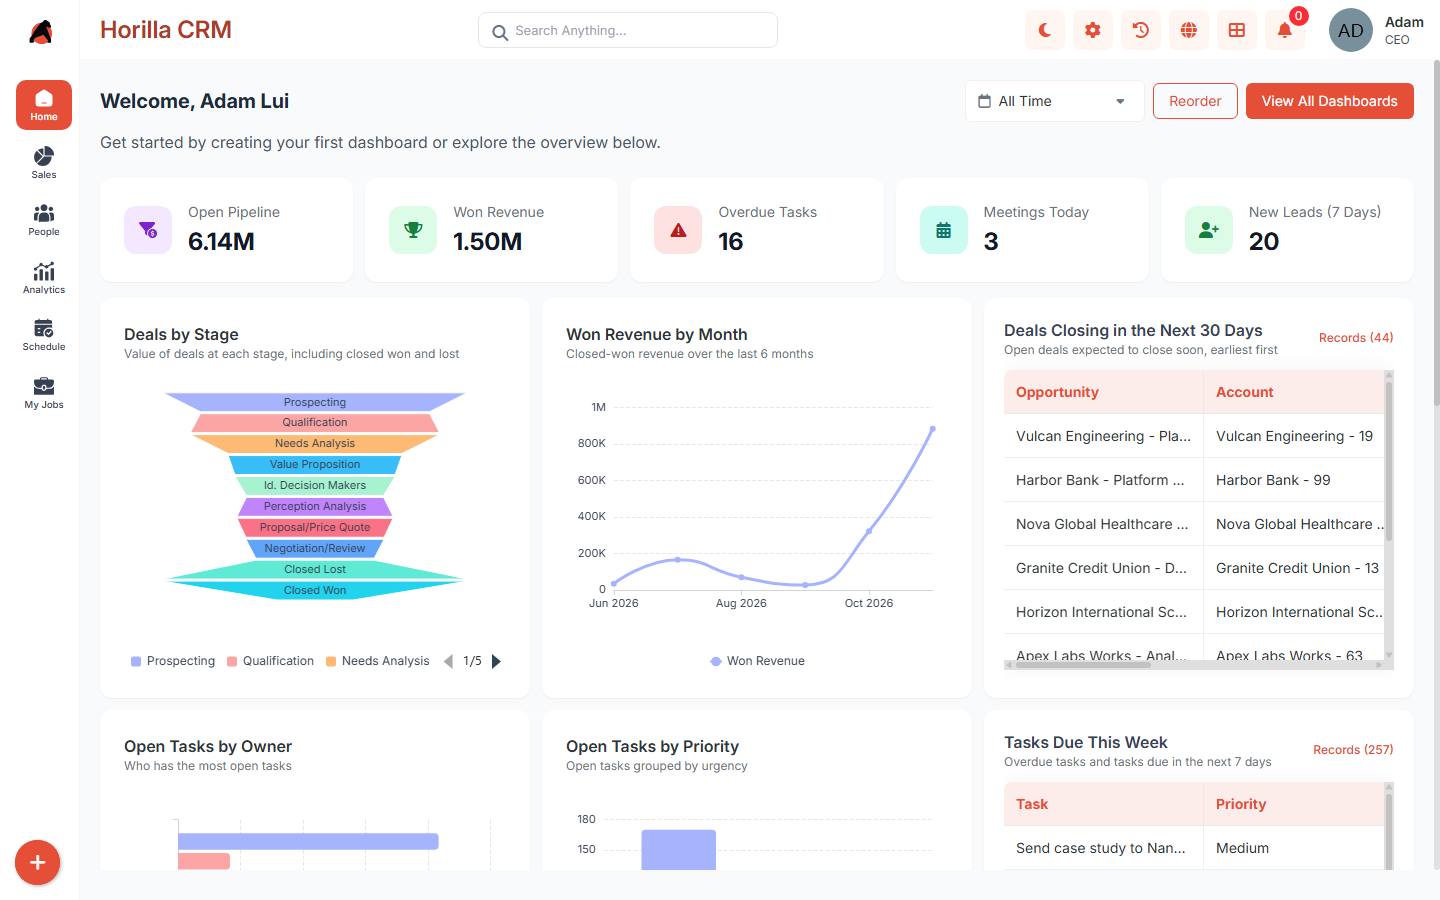 Horilla CRM
Search Anything...
0
AD
Adam
CEO
Home
Sales
People
Analytics
Schedule
My Jobs
Welcome, Adam Lui
All Time
Reorder
View All Dashboards
Get started by creating your first dashboard or explore the overview below.
Open Pipeline
6.14M
Won Revenue
1.50M
Overdue Tasks
16
Meetings Today
3
New Leads (7 Days)
20
Deals by Stage
Value of deals at each stage, including closed won and lost
Prospecting
Qualification
Needs Analysis
Value Proposition
Id. Decision Makers
Perception Analysis
Proposal/Price Quote
Negotiation/Review
Closed Lost
Closed Won
Prospecting Qualification Needs Analysis 1/5
Won Revenue by Month
Closed-won revenue over the last 6 months
1M
800K
600K
400K
200K
0
Jun 2026 Aug 2026 Oct 2026
Won Revenue
Deals Closing in the Next 30 Days
Open deals expected to close soon, earliest first
Records (44)
Opportunity Account
Vulcan Engineering - Pla... Vulcan Engineering - 19
Harbor Bank - Platform ... Harbor Bank - 99
Nova Global Healthcare ... Nova Global Healthcare ..
Granite Credit Union - D... Granite Credit Union - 13
Horizon International Sc... Horizon International Sc..
Apex Labs Works - Anal... Apex Labs Works - 63
Open Tasks by Owner
Who has the most open tasks
Open Tasks by Priority
Open tasks grouped by urgency
180
150
Tasks Due This Week
Overdue tasks and tasks due in the next 7 days
Records (257)
Task Priority
Send case study to Nan... Medium